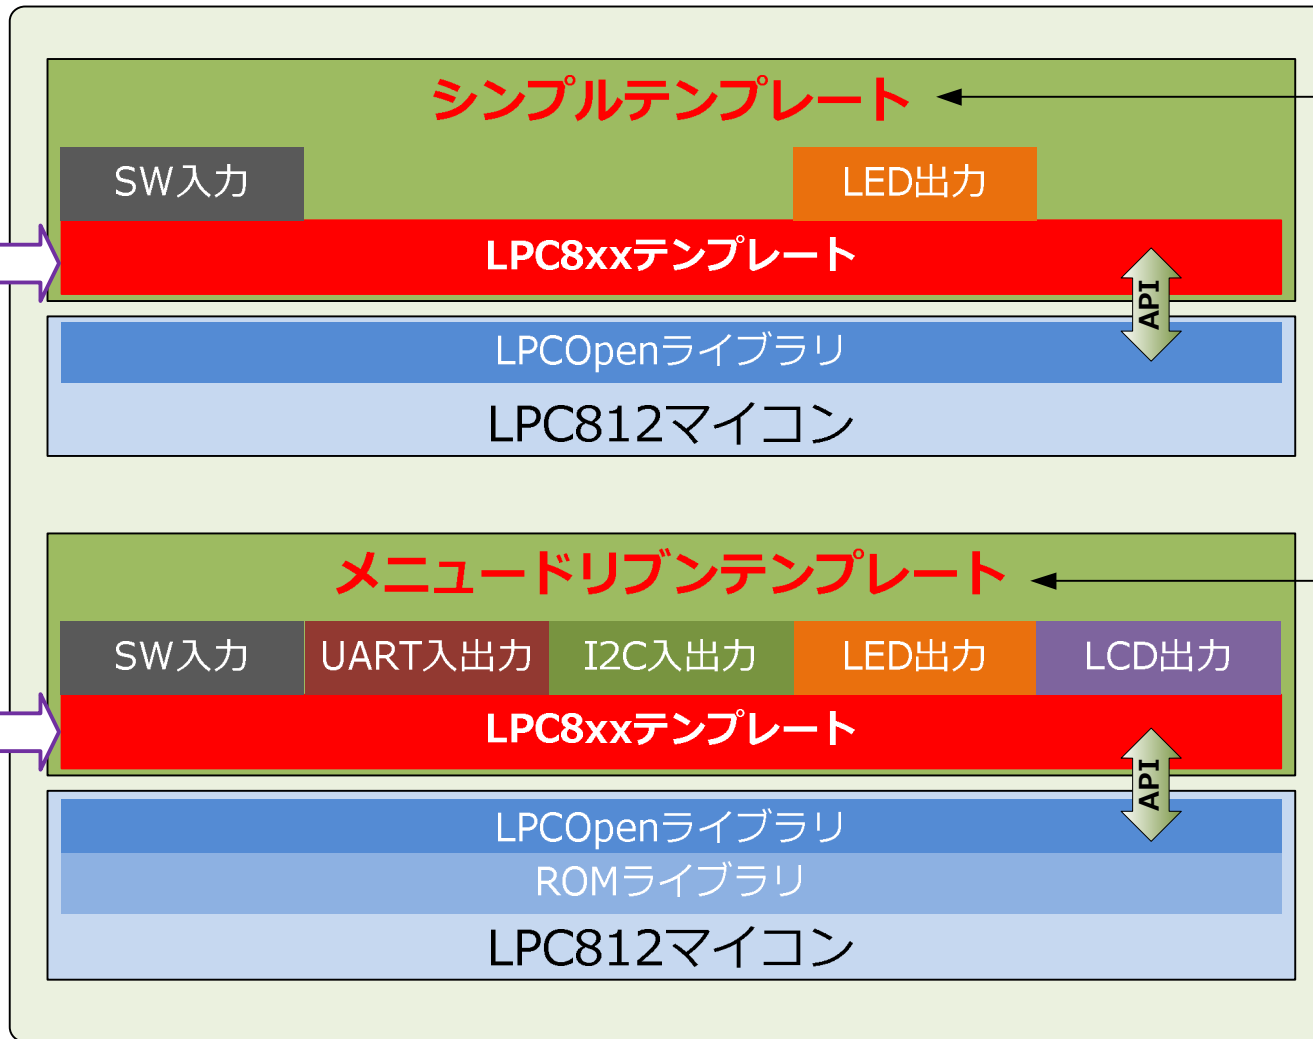 シンプルテンプレート
SW入力
LED出力
LPC8xxテンプレート
API
LPCOpenライブラリ
LPC812マイコン
メニュードリブンテンプレート
SW入力
UART入出力
I2C入出力
LED出力
LCD出力
LPC8xxテンプレート
API
LPCOpenライブラリ
ROMライブラリ
LPC812マイコン